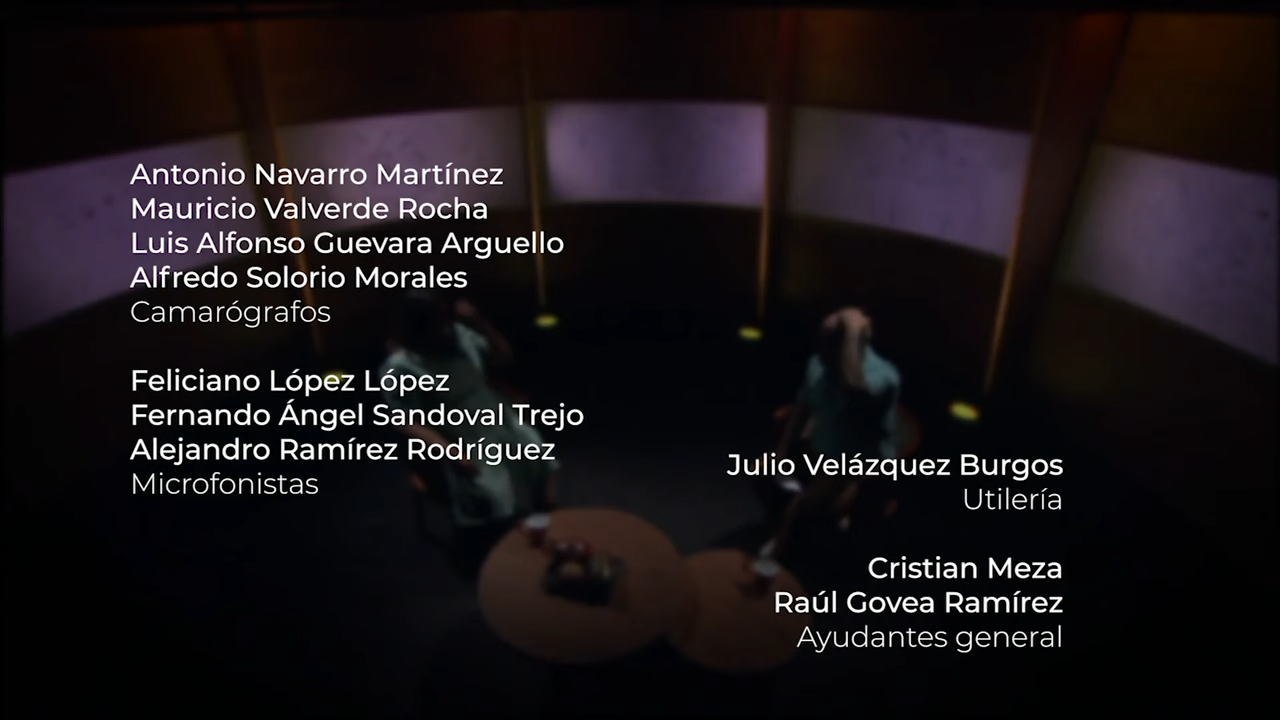 Antonio Navarro Martínez
Mauricio Valverde Rocha
Luis Alfonso Guevara Arguello
Alfredo Solorio Morales
Camarógrafos
Feliciano López López
Fernando Ángel Sandoval Trejo
Alejandro Ramírez Rodríguez
Microfonistas
Julio Velázquez Burgos
Utilería
Cristian Meza
Raúl Govea Ramírez
Ayudantes general